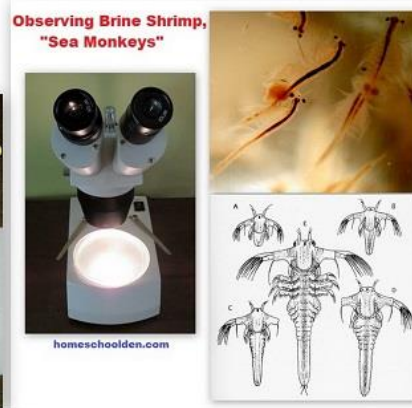 Observing Brine Shrimp,
"Sea Monkeys"
homeschoolden.com
A
B
E
C
D